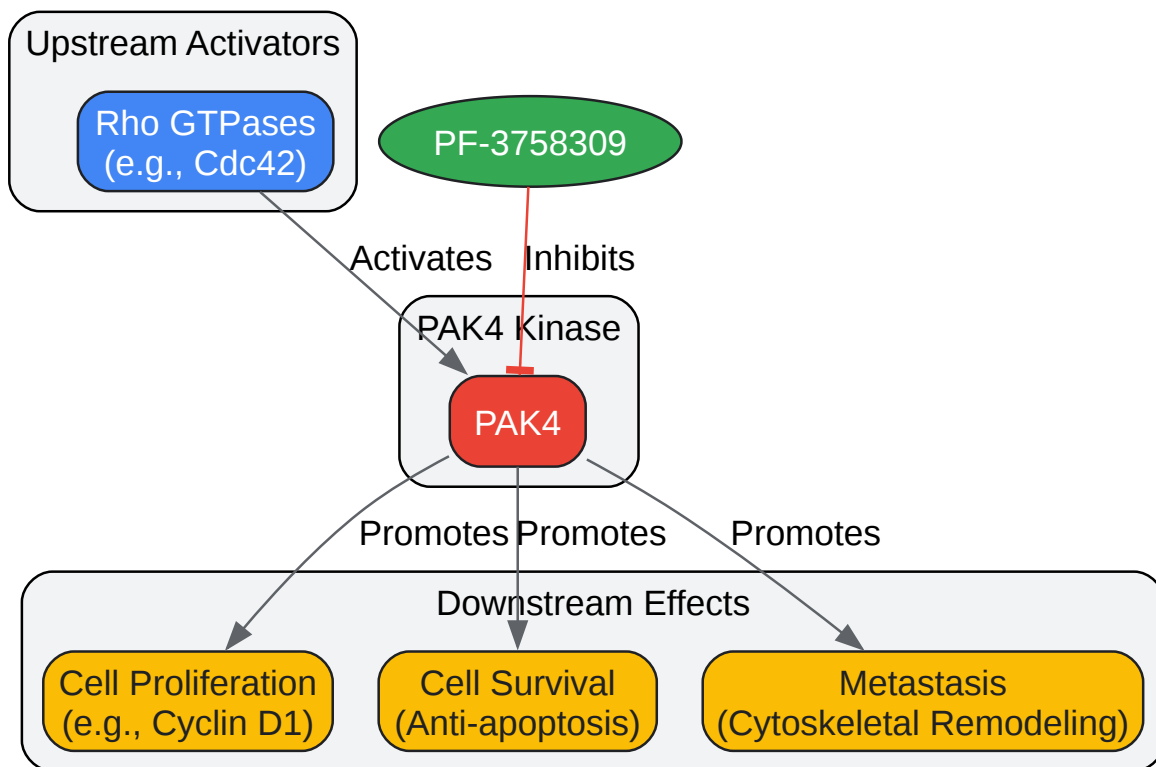 Upstream Activators
Rho GTPases
(e.g., Cdc42)
PF-3758309
Activates
Inhibits
PAK4 Kinase
PAK4
Promotes
Promotes
Promotes
Downstream Effects
Cell Proliferation
(e.g., Cyclin D1)
Cell Survival
(Anti-apoptosis)
Metastasis
(Cytoskeletal Remodeling)